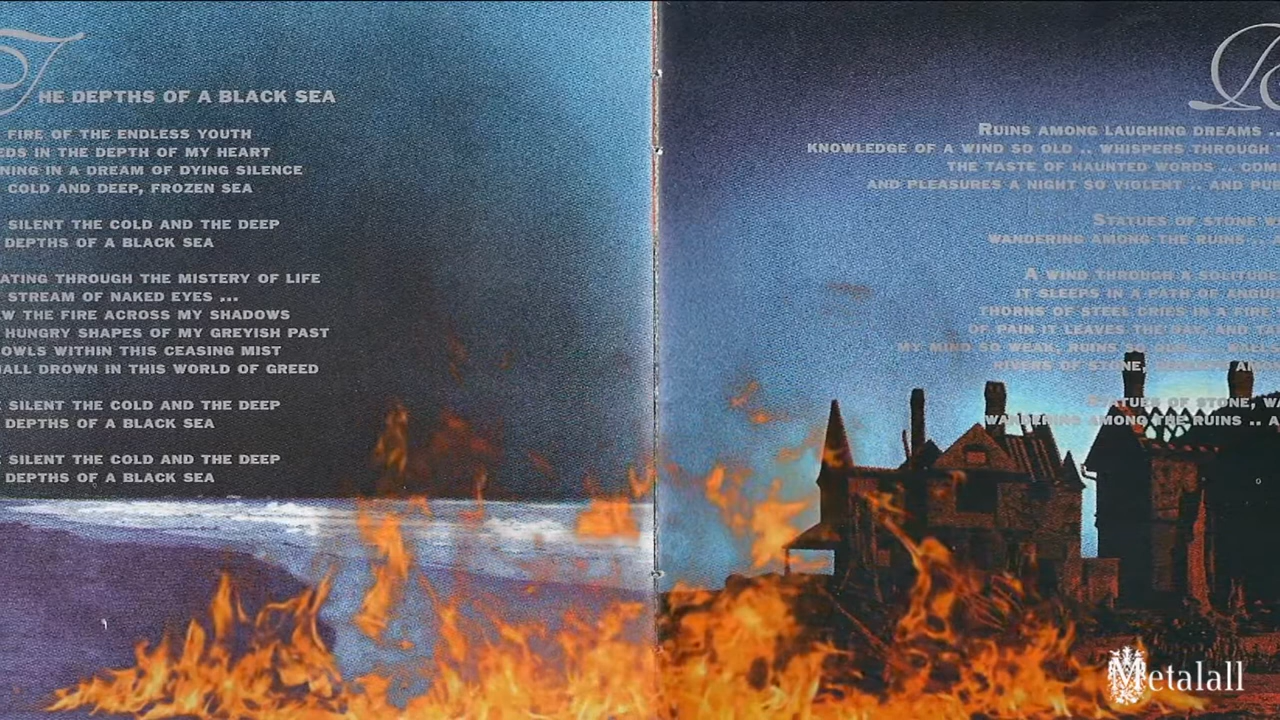 THE DEPTHS OF A BLACK SEA
FIRE OF THE ENDLESS YOUTH
EDS IN THE DEPTH OF MY HEART
NING IN A DREAM OF DYING SILENCE
COLD AND DEEP, FROZEN SEA
SILENT THE COLD AND THE DEEP
DEPTHS OF A BLACK SEA
ATING THROUGH THE MISTERY OF LIFE
STREAM OF NAKED EYES ...
W THE FIRE ACROSS MY SHADOWS
HUNGRY SHAPES OF MY GREYISH PAST
OWLS WITHIN THIS CEASING MIST
HALL DROWN IN THIS WORLD OF GREED
SILENT THE COLD AND THE DEEP
DEPTHS OF A BLACK SEA
SILENT THE COLD AND THE DEEP
DEPTHS OF A BLACK SEA
RUINS AMONG LAUGHING DREAMS ..
KNOWLEDGE OF A WIND SO OLD .. WHISPERS THROUGH
THE TASTE OF HAUNTED WORDS .. COM
AND PLEASURES A NIGHT SO VIOLENT .. AND PU
STATUES OF STONE W
WANDERING AMONG THE RUINS ..
A WIND THROUGH A SOLITUDE
IT SLEEPS IN A PATH OF ANGU
THORNS OF STEEL CRIES IN A FIRE
OF PAIN IT LEAVES THE DAY, AND TA
MY MIND SO WEAK, RUINS SO
RIVERS OF STONE,
STATUES OF STONE, WA
WANDERING AMONG THE RUINS .. A
Metalall